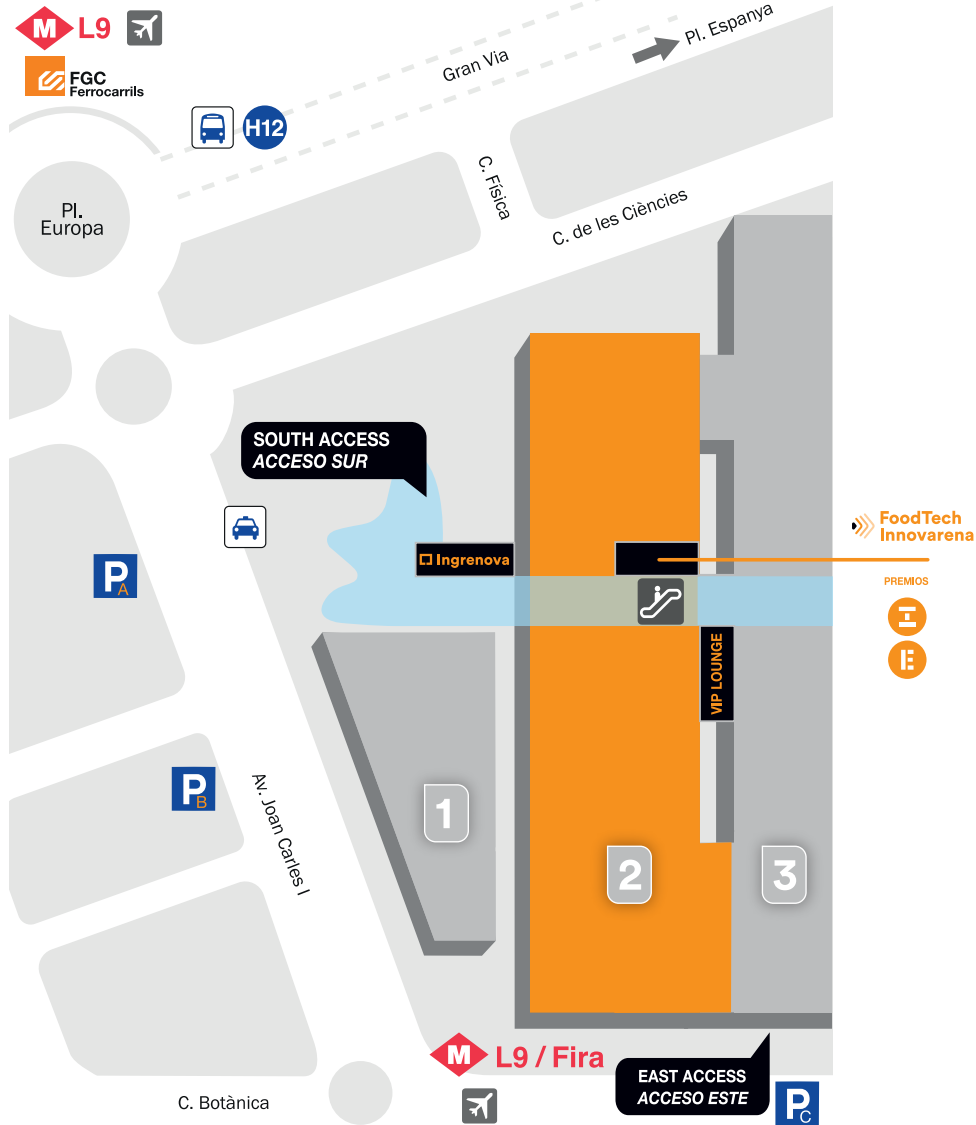 M L9
FGC
Ferrocarrils
H12
Gran Via
Pl. Espanya
C. Física
C. de les Ciències
Pl.
Europa
SOUTH ACCESS
ACCESO SUR
Ingrenova
FoodTech
Innovarena
PREMIOS
I
E
VIP LOUNGE
P A
P B
Av. Joan Carles I
1
2
3
M L9 / Fira
EAST ACCESS
ACCESO ESTE
P C
C. Botànica